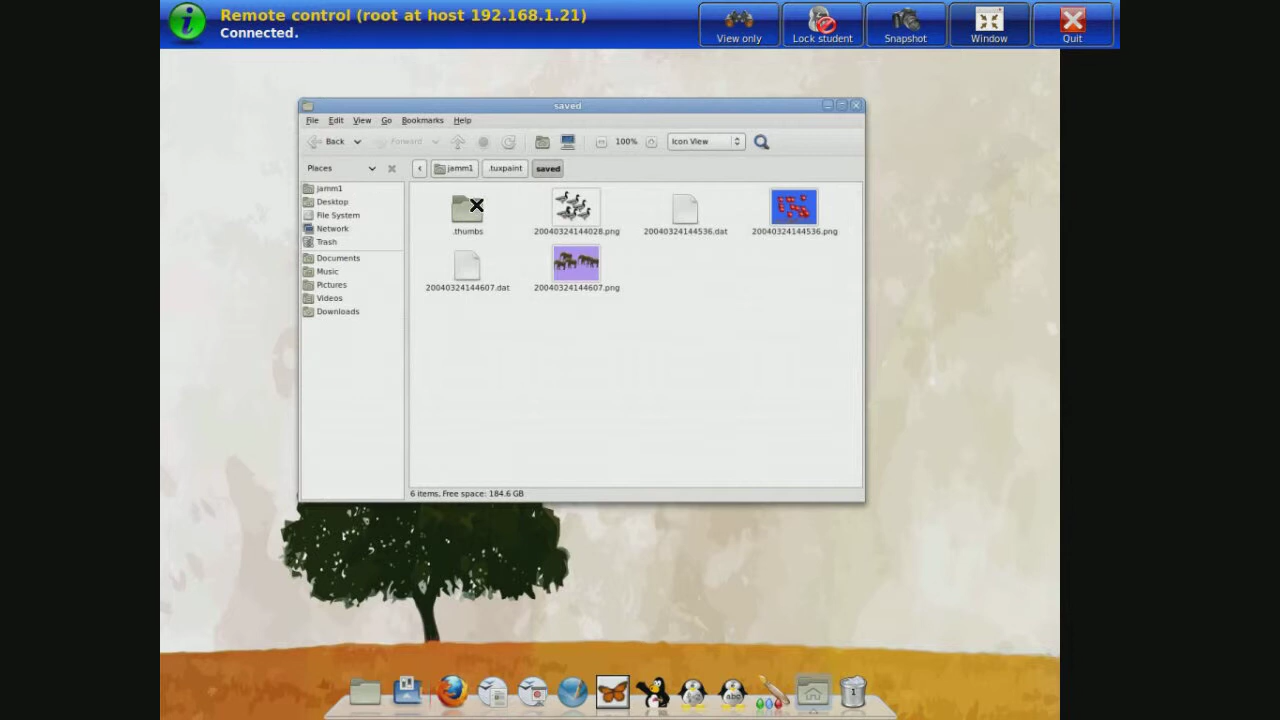 Remote control (root at host 192.168.1.21)
Connected.
View only
Lock student
Snapshot
Window
Quit
saved
File Edit View Go Bookmarks Help
Back Forward 100% Icon View
Places jamm1 .tuxpaint saved
jamm1
Desktop
File System
Network
Trash
Documents
Music
Pictures
Videos
Downloads
.thumbs 20040324144028.png 20040324144536.dat 20040324144536.png
20040324144607.dat 20040324144607.png
6 items, Free space: 184.6 GB
abc